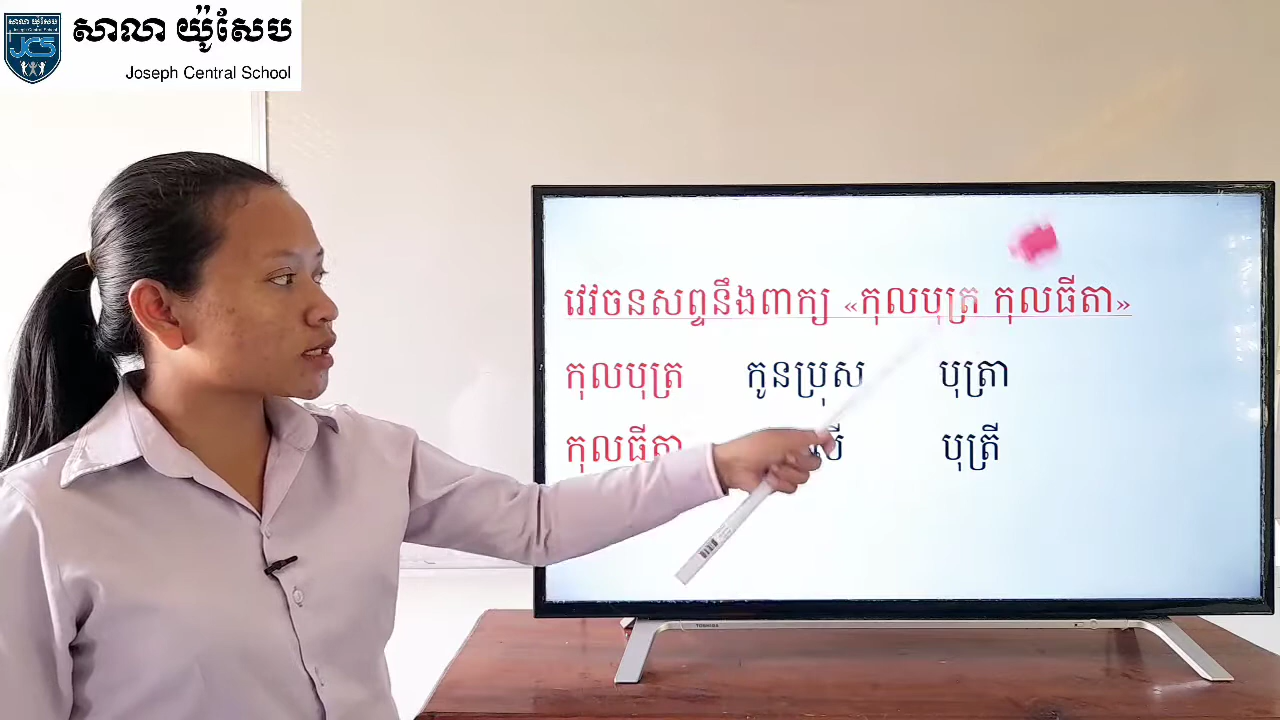 សាលា យ៉ូសែប
Joseph Central School
JCS
វេវចនសព្ទនឹងពាក្យ «កុលបុត្រ កុលធីតា»
កុលបុត្រ កូនប្រុស បុត្រា
កុលធីតា បុត្រី
TOSHIBA